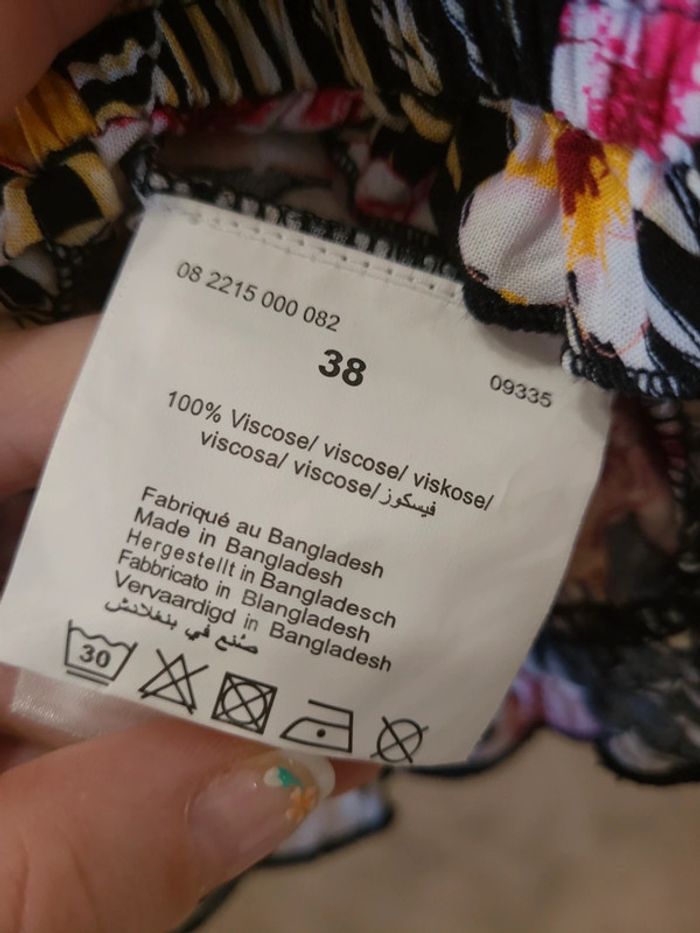 08 2215 000 082
38
09335
100% Viscose/ viscose/ viskose/
viscosa/ viscose/فيسكوز
Fabriqué au Bangladesh
Made in Bangladesh
Hergestellt in Bangladesch
Fabbricato in Blangladesh
Vervaardigd in Bangladesh
صُنع في بنغلادش
30